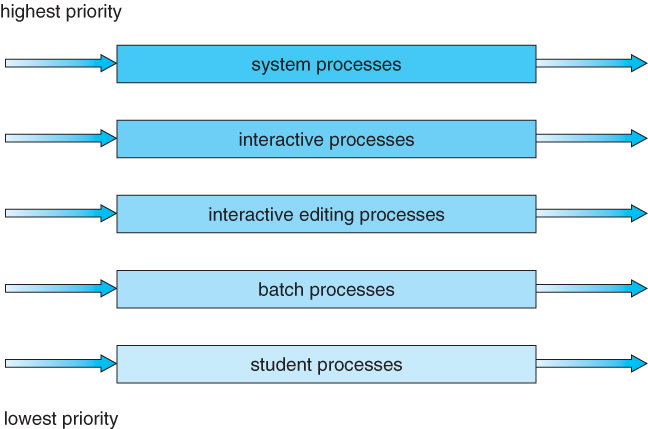 highest priority
system processes
interactive processes
interactive editing processes
batch processes
student processes
lowest priority